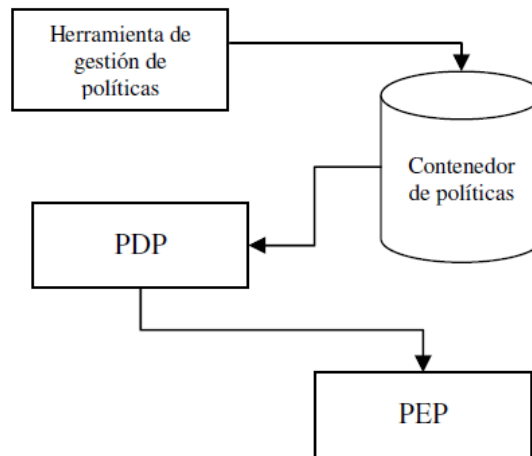 Herramienta de
gestión de
políticas
Contenedor
de políticas
PDP
PEP